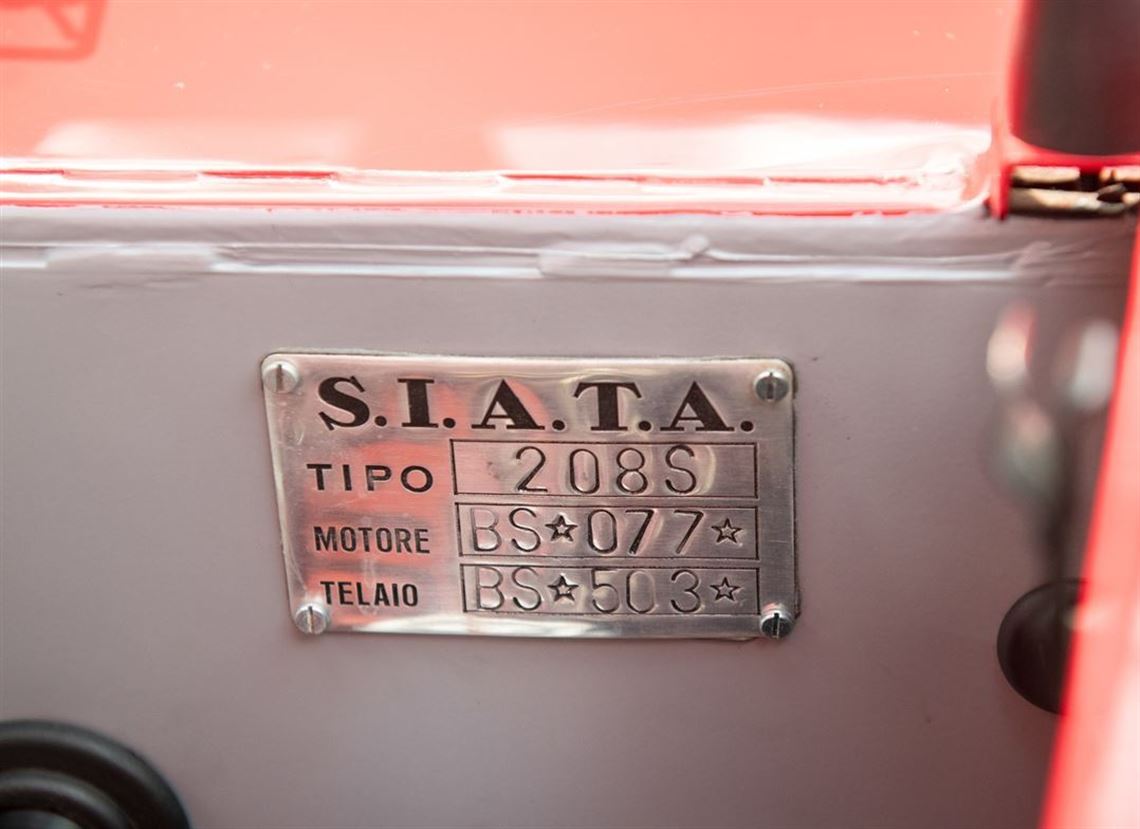 S.I.A.T.A.
TIPO 208S
MOTORE BS☆077☆
TELAIO BS☆503☆